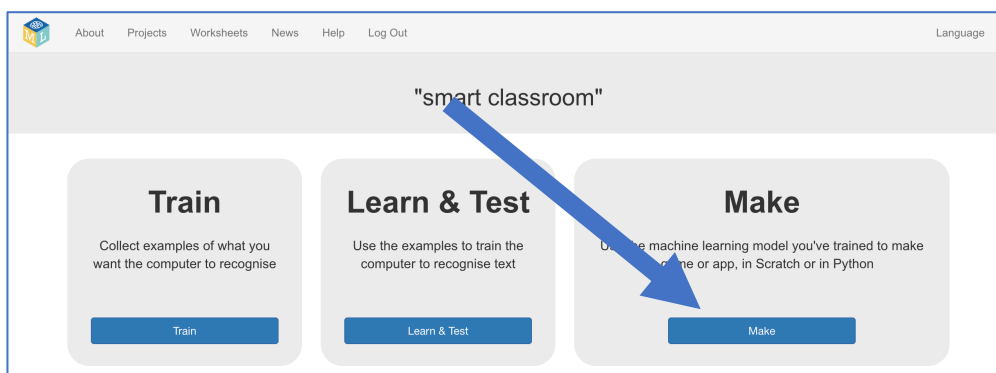 ML
About Projects Worksheets News Help Log Out Language
"smart classroom"
Train
Collect examples of what you
want the computer to recognise
Train
Learn & Test
Use the examples to train the
computer to recognise text
Learn & Test
Make
machine learning model you've trained to make
or app, in Scratch or in Python
Make